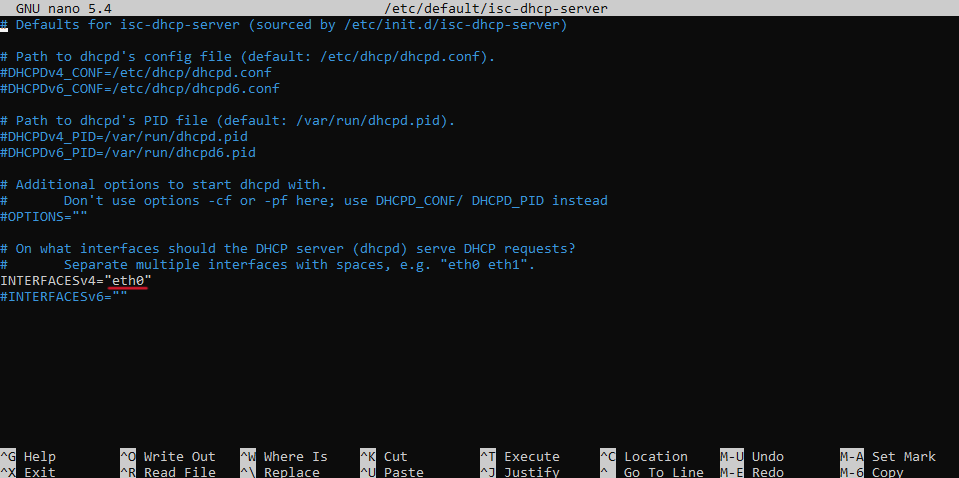 GNU nano 5.4 /etc/default/isc-dhcp-server
# Defaults for isc-dhcp-server (sourced by /etc/init.d/isc-dhcp-server)
# Path to dhcpd's config file (default: /etc/dhcp/dhcpd.conf).
#DHCPDv4_CONF=/etc/dhcp/dhcpd.conf
#DHCPDv6_CONF=/etc/dhcp/dhcpd6.conf
# Path to dhcpd's PID file (default: /var/run/dhcpd.pid).
#DHCPDv4_PID=/var/run/dhcpd.pid
#DHCPDv6_PID=/var/run/dhcpd6.pid
# Additional options to start dhcpd with.
#       Don't use options -cf or -pf here; use DHCPD_CONF/ DHCPD_PID instead
#OPTIONS=""
# On what interfaces should the DHCP server (dhcpd) serve DHCP requests?
#       Separate multiple interfaces with spaces, e.g. "eth0 eth1".
INTERFACESv4="eth0"
#INTERFACESv6=""
^G Help ^O Write Out ^W Where Is ^K Cut ^T Execute ^C Location M-U Undo M-A Set Mark
^X Exit ^R Read File ^\ Replace ^U Paste ^J Justify ^_ Go To Line M-E Redo M-6 Copy